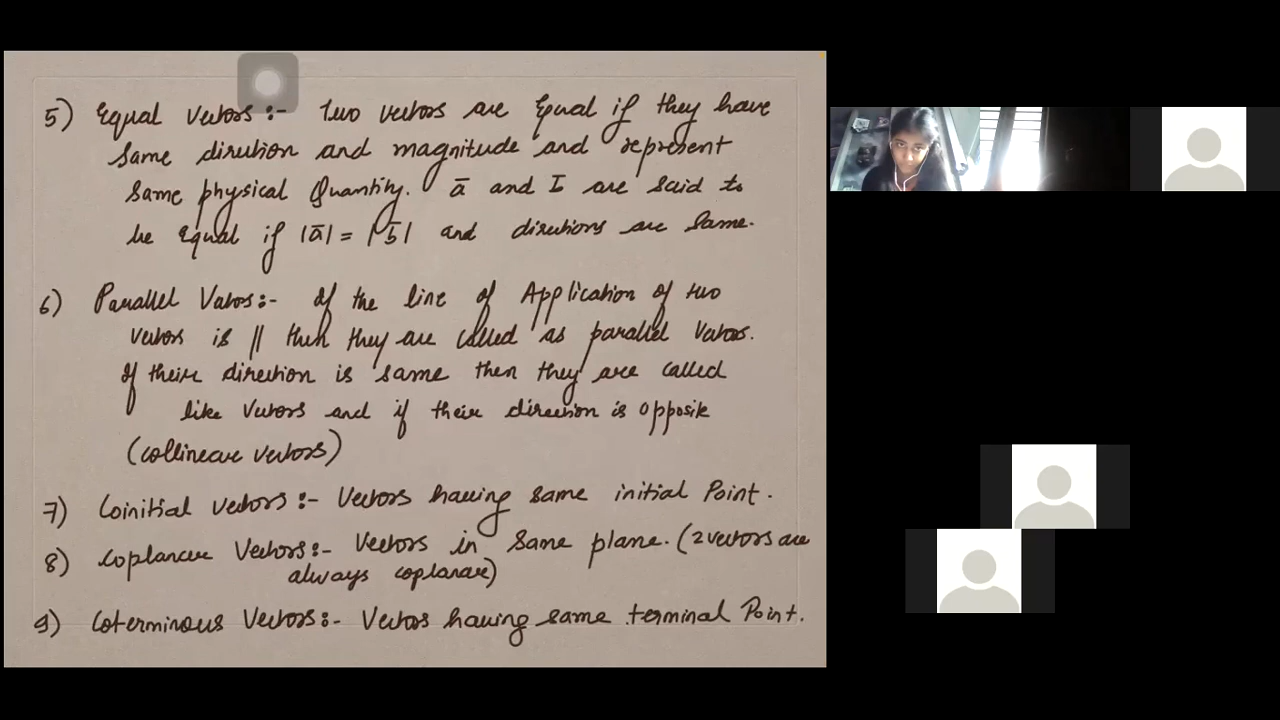 5) Equal vectors :- Two vectors are Equal if they have
same direction and magnitude and represent
same physical Quantity. a̅ and b̅ are said to
be Equal if |a̅| = |b̅| and directions are same.
6) Parallel Vectors :- If the line of Application of two
vectors is || then they are called as parallel Vectors.
If their direction is same then they are called
like Vectors and if their direction is opposite
(collinear vectors)
7) Coinitial vectors :- Vectors having same initial Point.
8) Coplanar Vectors :- Vectors in same plane. (2 vectors are
always coplanar)
9) Coterminous Vectors :- Vectors having same terminal Point.